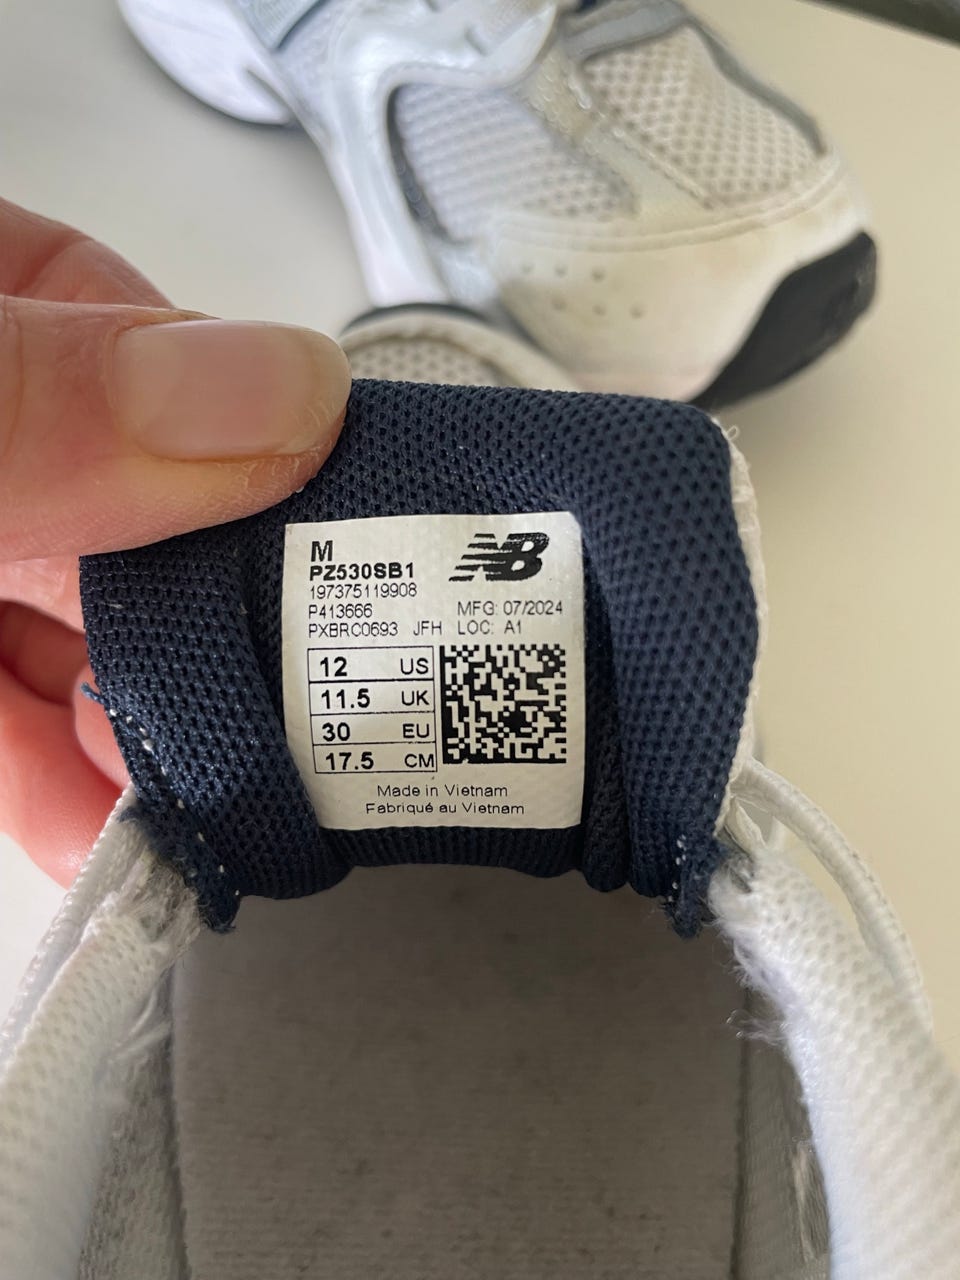 M
NB
PZ530SB1
197375119908
P413666 MFG: 07/2024
PXBRC0693 JFH LOC: A1
12 US
11.5 UK
30 EU
17.5 CM
Made in Vietnam
Fabriqué au Vietnam